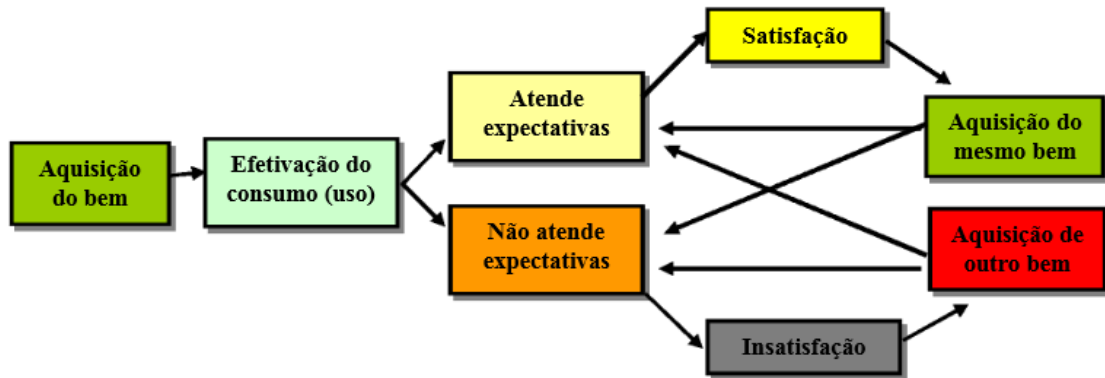 Aquisição
do bem
Efetivação do
consumo (uso)
Atende
expectativas
Não atende
expectativas
Satisfação
Insatisfação
Aquisição do
mesmo bem
Aquisição de
outro bem